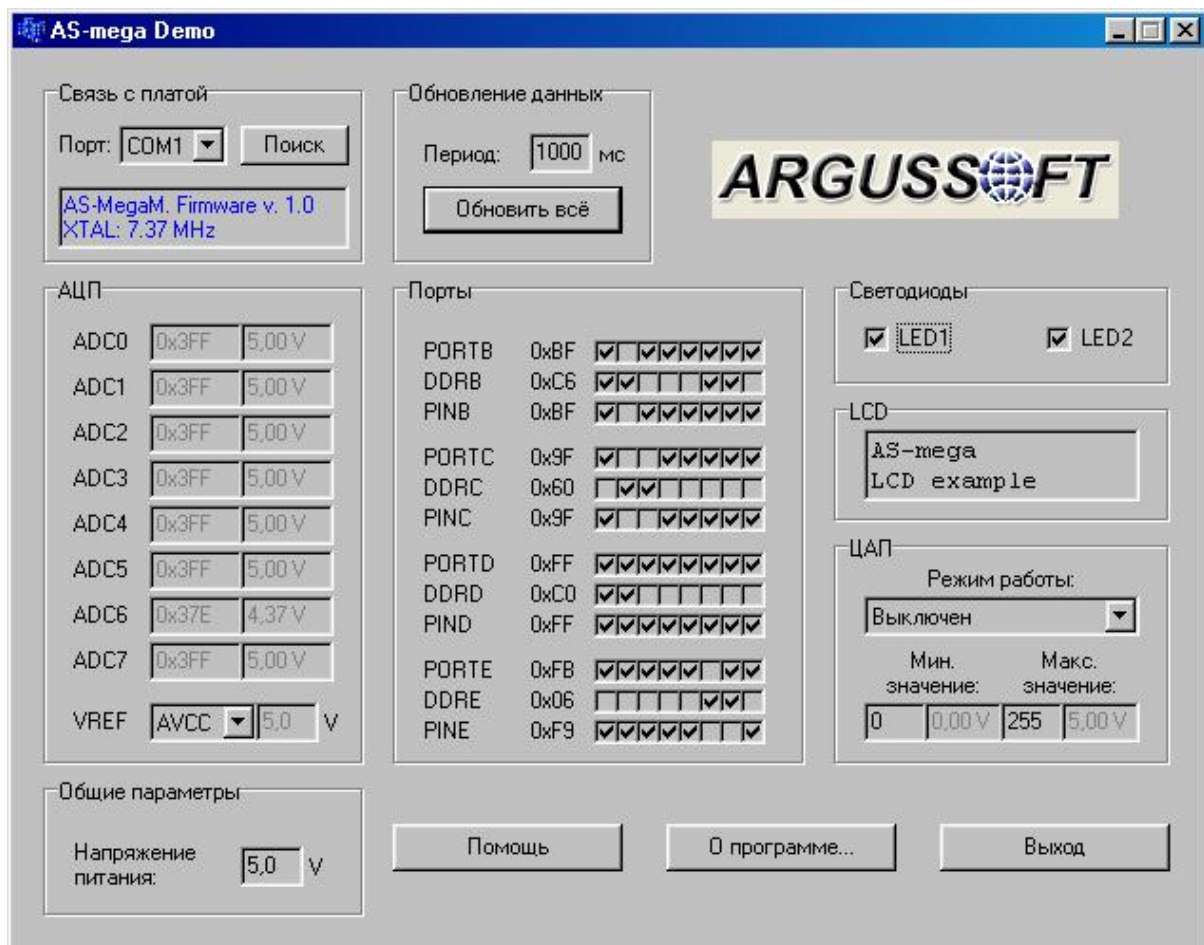 AS-mega Demo
Связь с платой
Порт: COM1 Поиск
AS-MegaM. Firmware v. 1.0
XTAL: 7.37 MHz
Обновление данных
Период: 1000 мс
Обновить всё
ARGUSSOFT
АЦП
ADC0 0x3FF 5,00 V
ADC1 0x3FF 5,00 V
ADC2 0x3FF 5,00 V
ADC3 0x3FF 5,00 V
ADC4 0x3FF 5,00 V
ADC5 0x3FF 5,00 V
ADC6 0x37E 4,37 V
ADC7 0x3FF 5,00 V
VREF AVCC 5,0 V
Порты
PORTB 0xBF
DDRB 0xC6
PINB 0xBF
PORTC 0x9F
DDRC 0x60
PINC 0x9F
PORTD 0xFF
DDRD 0xC0
PIND 0xFF
PORTE 0xFB
DDRE 0x06
PINE 0xF9
Светодиоды
LED1 LED2
LCD
AS-mega
LCD example
ЦАП
Режим работы:
Выключен
Мин. Макс.
значение: значение:
0 0,00 V 255 5,00 V
Общие параметры
Напряжение
питания: 5,0 V
Помощь О программе... Выход